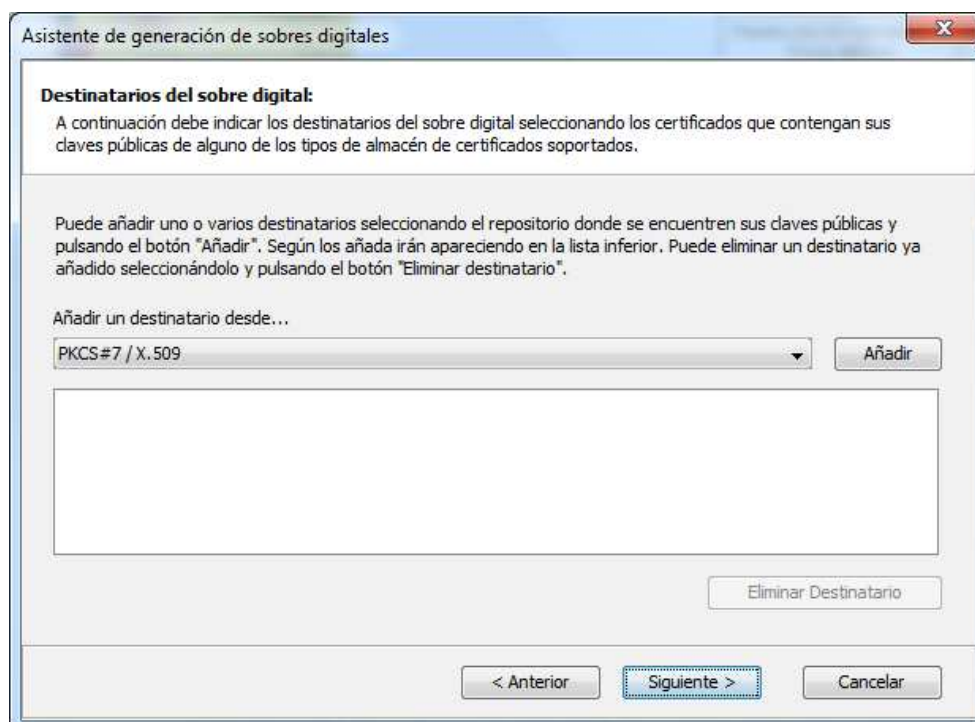 Asistente de generación de sobres digitales
Destinatarios del sobre digital:
A continuación debe indicar los destinatarios del sobre digital seleccionando los certificados que contengan sus
claves públicas de alguno de los tipos de almacén de certificados soportados.
Puede añadir uno o varios destinatarios seleccionando el repositorio donde se encuentren sus claves públicas y
pulsando el botón "Añadir". Según los añada irán apareciendo en la lista inferior. Puede eliminar un destinatario ya
añadido seleccionándolo y pulsando el botón "Eliminar destinatario".
Añadir un destinatario desde...
PKCS#7 / X.509
Añadir
Eliminar Destinatario
< Anterior
Siguiente >
Cancelar